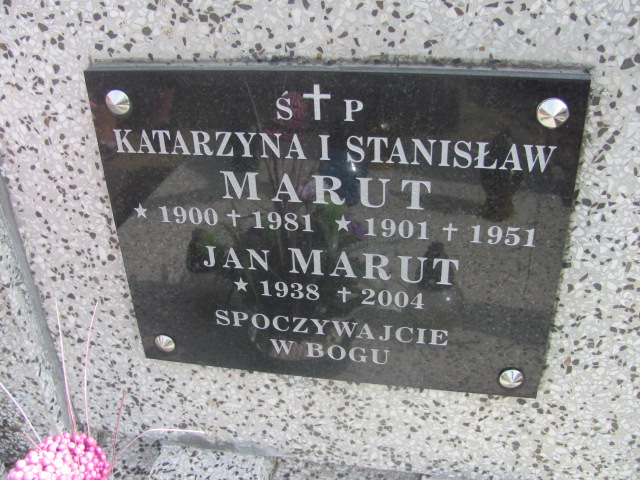 Ś✝P
KATARZYNA I STANISŁAW
MARUT
★ 1900 ✝ 1981 ★ 1901 ✝ 1951
JAN MARUT
★ 1938 ✝ 2004
SPOCZYWAJCIE
W BOGU